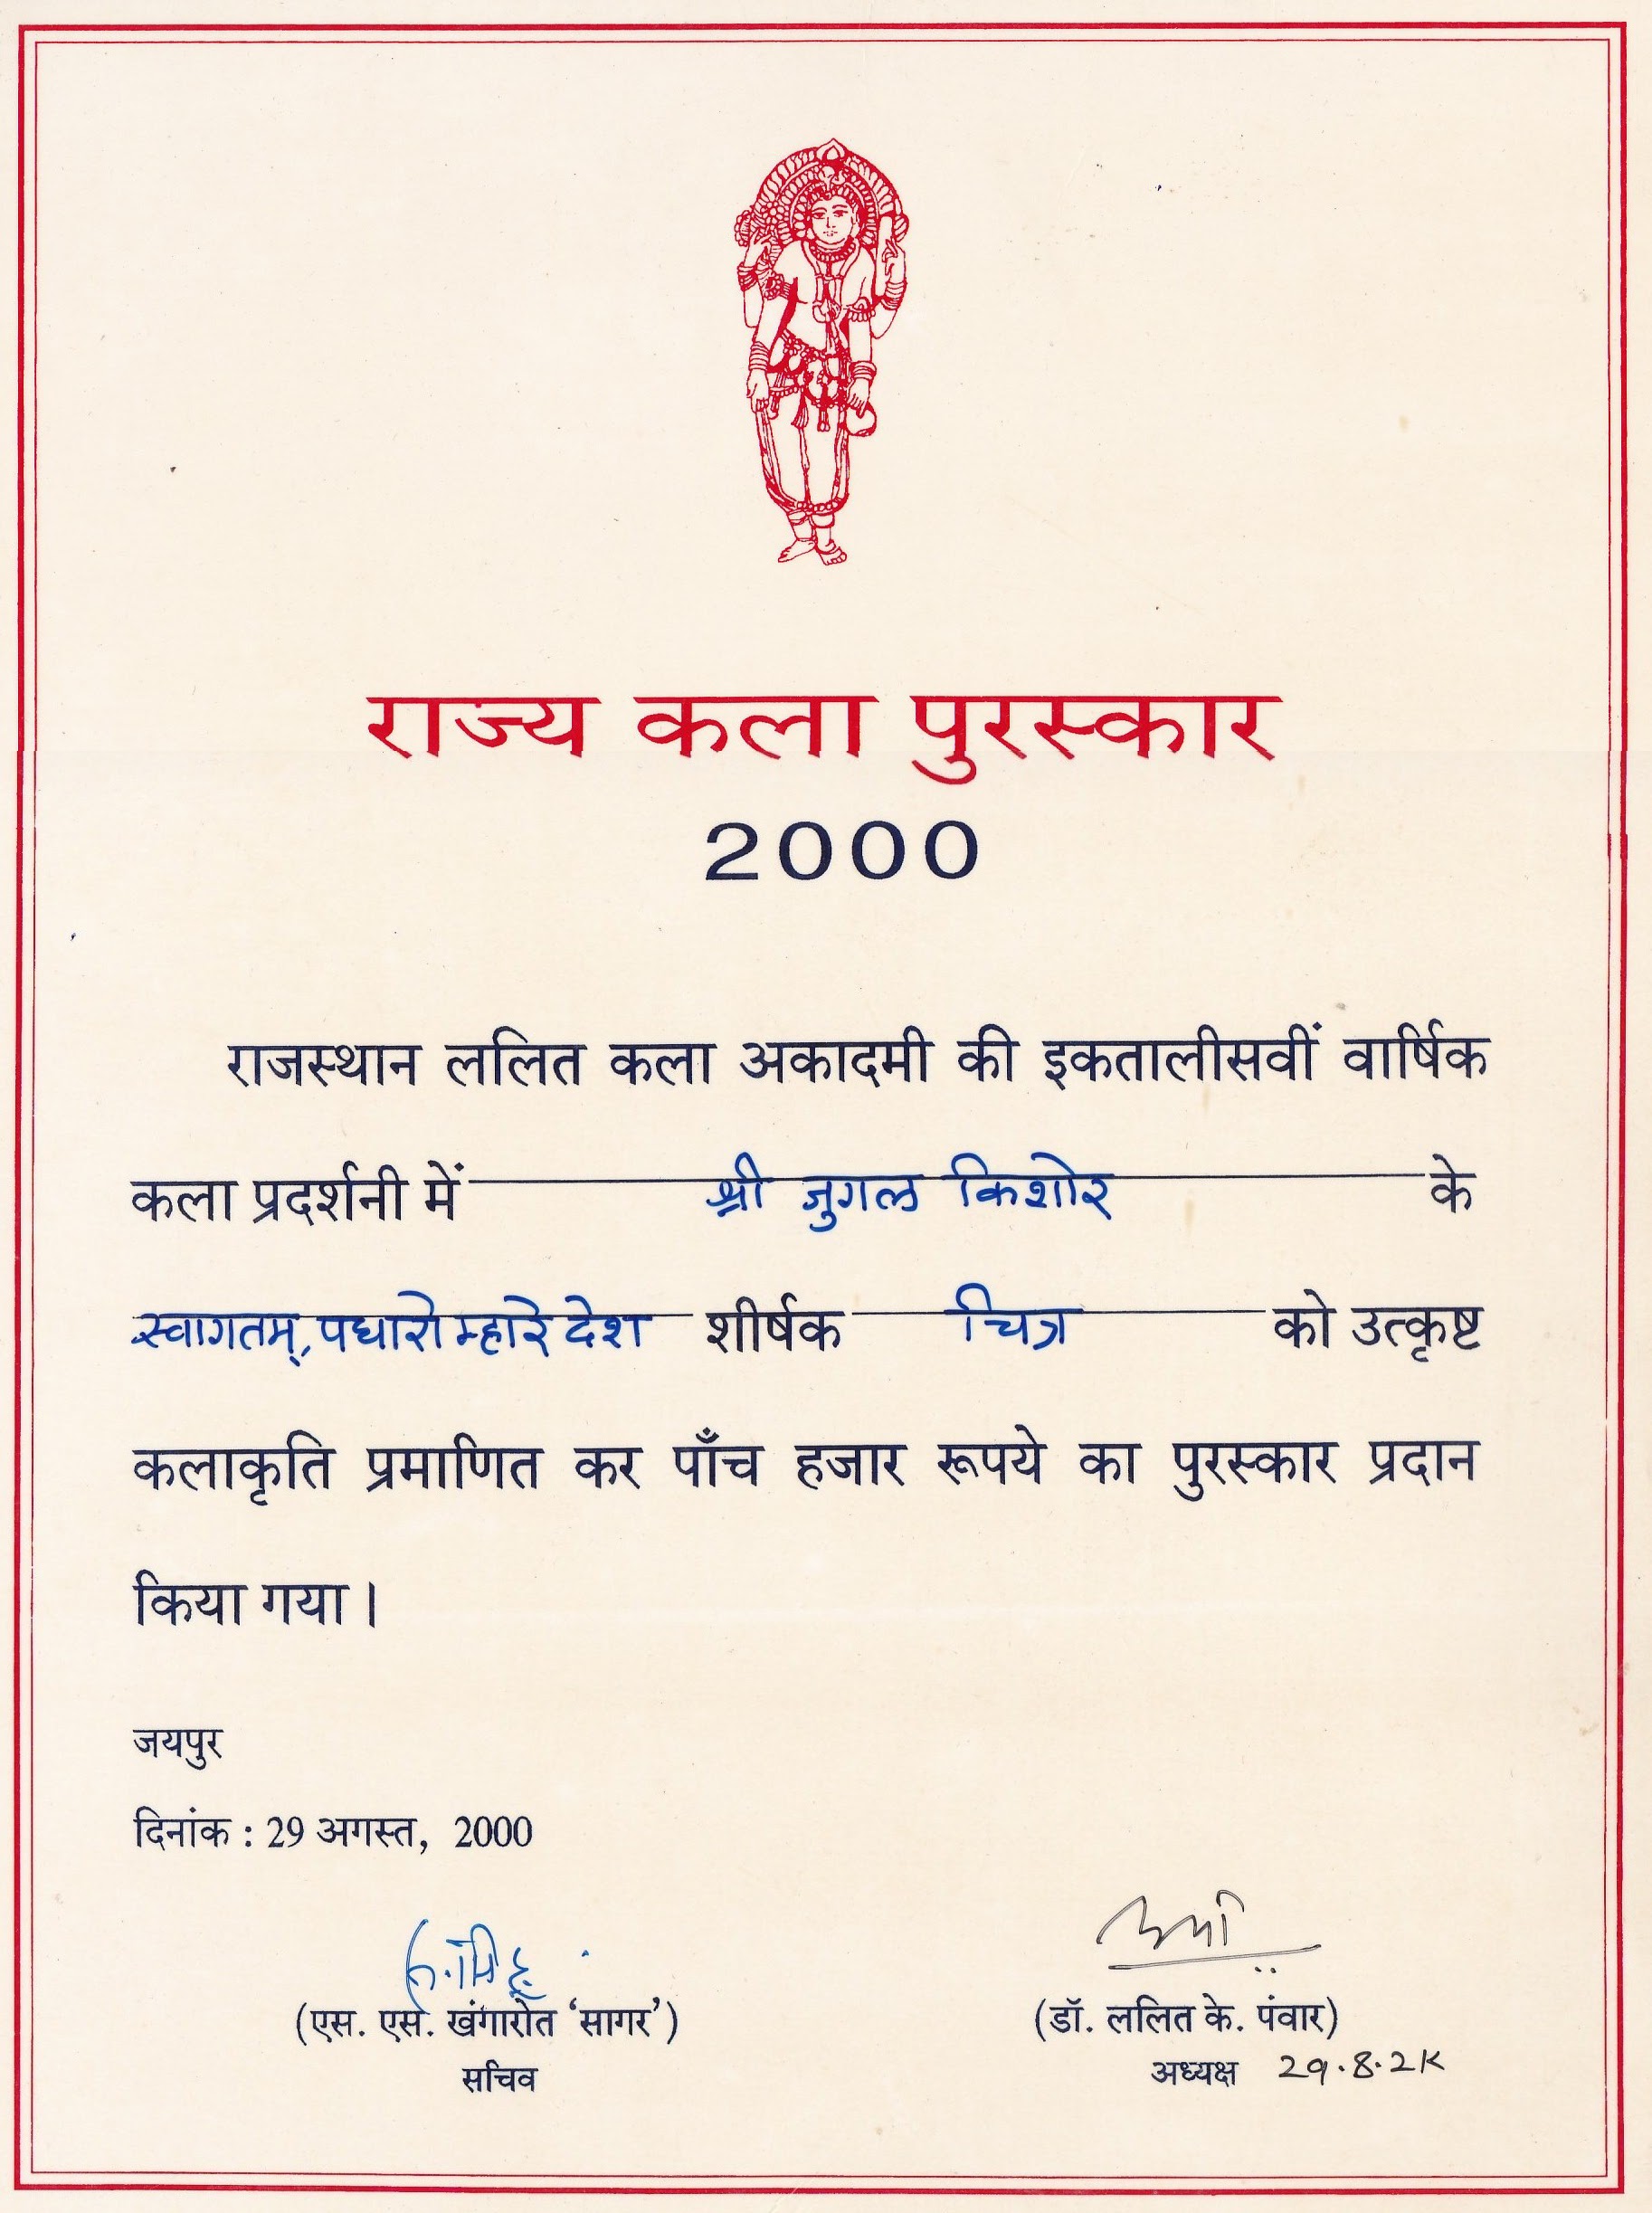 राज्य कला पुरस्कार
2000
राजस्थान ललित कला अकादमी की इकतालीसवीं वार्षिक
कला प्रदर्शनी में श्री जुगल किशोर के
स्वागतम्, पधारो म्हारे देश शीर्षक चित्र को उत्कृष्ट
कलाकृति प्रमाणित कर पाँच हजार रूपये का पुरस्कार प्रदान
किया गया।
जयपुर
दिनांक : 29 अगस्त, 2000
(एस. एस. खंगारोत ‘सागर’) (डॉ. ललित के. पंवार)
सचिव अध्यक्ष 29.8.2K